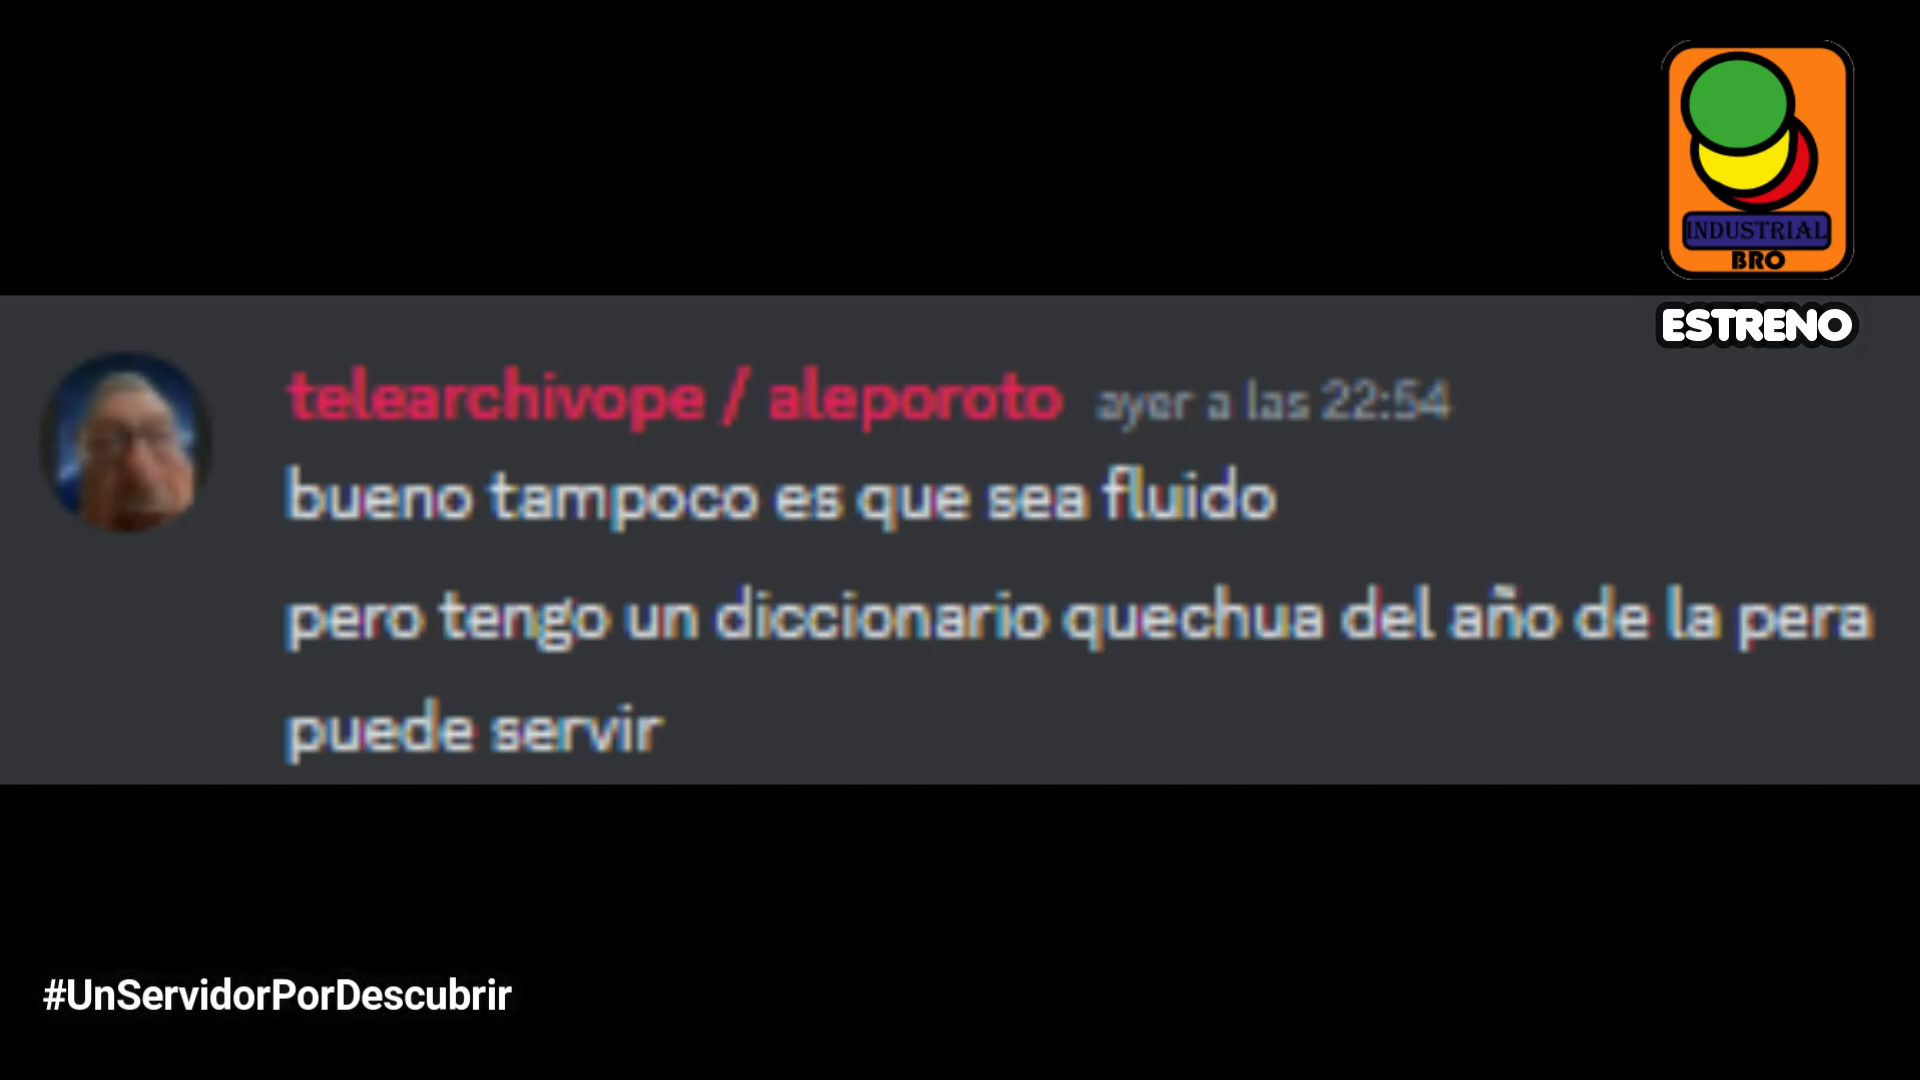 INDUSTRIAL
BRO
ESTRENO
telearchivope / aleporoto ayer a las 22:54
bueno tampoco es que sea fluido
pero tengo un diccionario quechua del año de la pera
puede servir
#UnServidorPorDescubrir